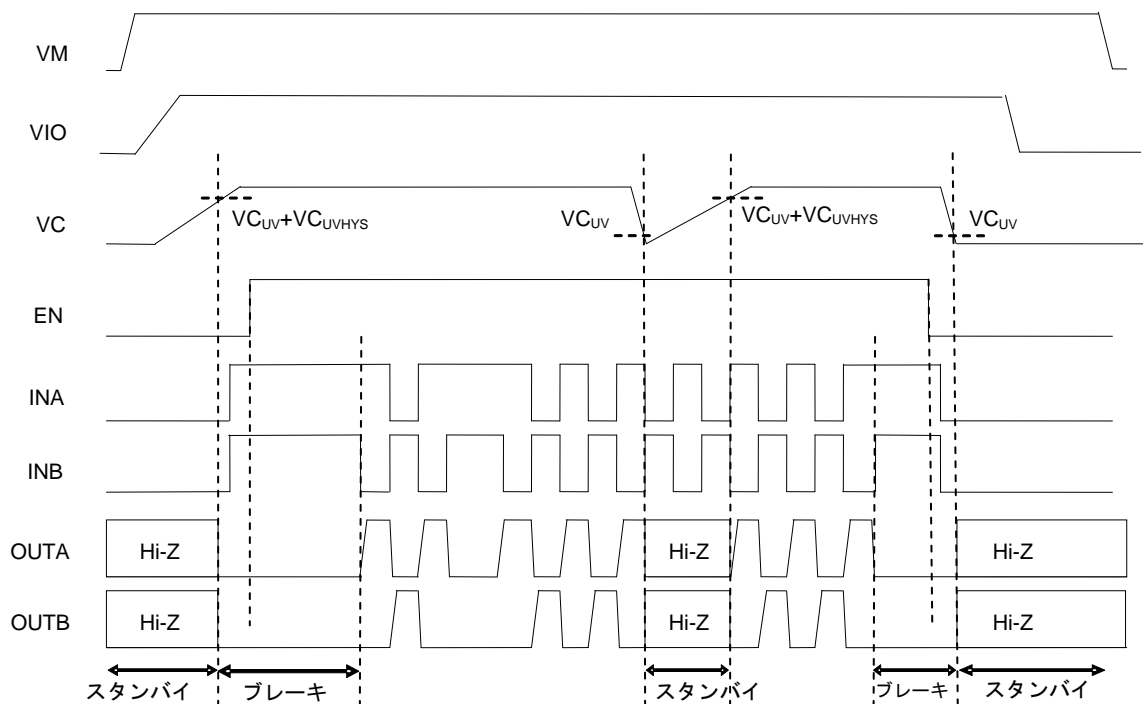 VM
VIO
VC
VCUV+VCUVHYS
VCUV
VCUV+VCUVHYS
VCUV
EN
INA
INB
OUTA
Hi-Z
Hi-Z
Hi-Z
OUTB
Hi-Z
Hi-Z
Hi-Z
スタンバイ
ブレーキ
スタンバイ
ブレーキ
スタンバイ